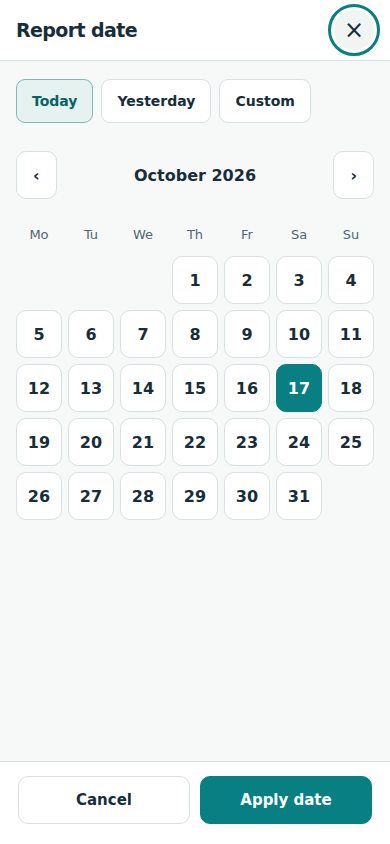 Report date ×
Today Yesterday Custom
‹ October 2026 ›
Mo Tu We Th Fr Sa Su
1 2 3 4
5 6 7 8 9 10 11
12 13 14 15 16 17 18
19 20 21 22 23 24 25
26 27 28 29 30 31
Cancel Apply date